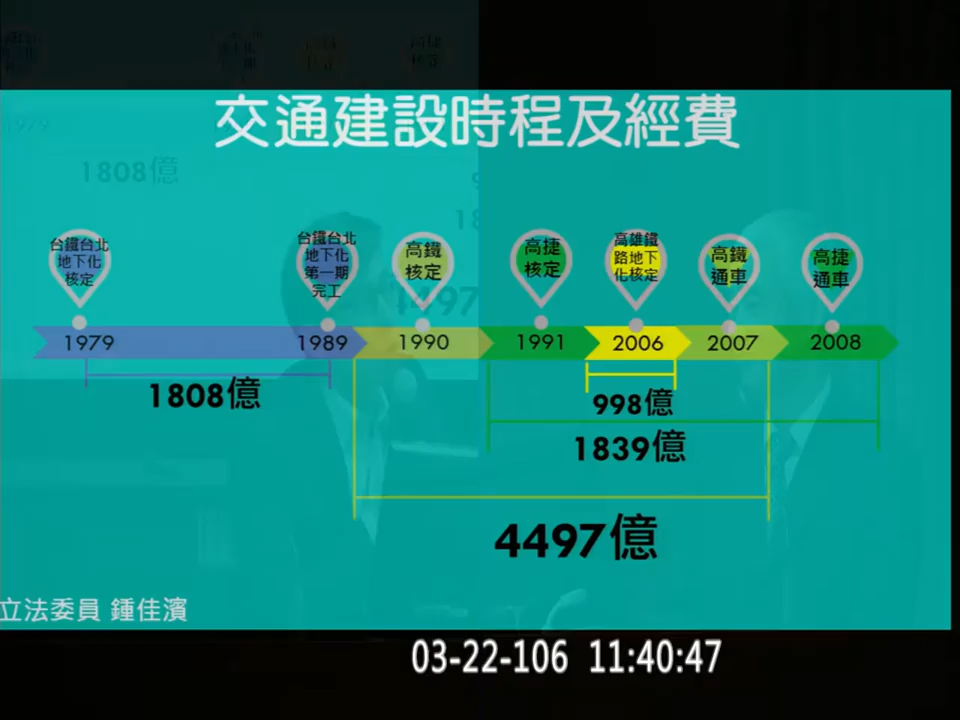 交通建設時程及經費
台鐵台北
地下化
核定
台鐵台北
地下化
第一期
完工
高鐵
核定
高捷
核定
高雄鐵
路地下
化核定
高鐵
通車
高捷
通車
1979
1989
1990
1991
2006
2007
2008
1808億
998億
1839億
4497億
立法委員 鍾佳濱
03-22-106 11:40:47